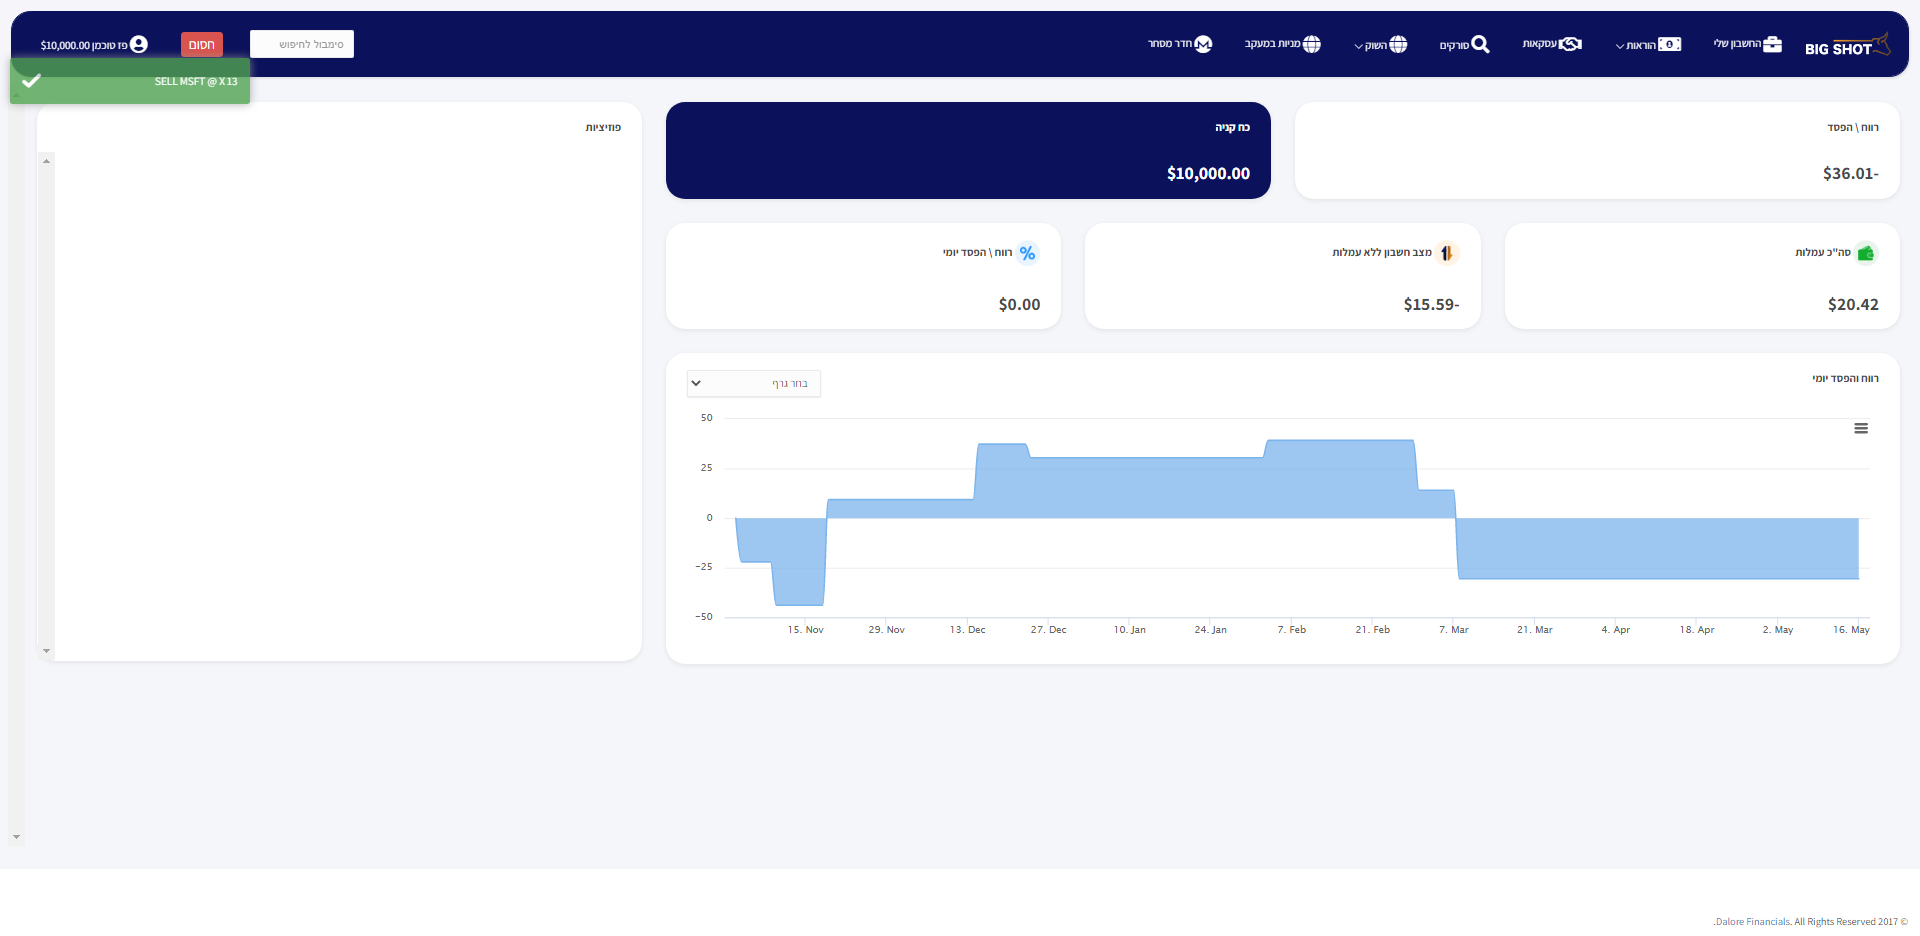 BIG SHOT
החשבון שלי
הוראות
עסקאות
סורקים
השוק
מניות במעקב
חדר מסחר
סימבול לחיפוש
חסום
פז טוכמן $10,000.00
SELL MSFT @ X 13
רווח \ הפסד
$36.01-
כח קניה
$10,000.00
פוזיציות
סה"כ עמלות
$20.42
מצב חשבון ללא עמלות
$15.59-
רווח \ הפסד יומי
$0.00
רווח והפסד יומי
בחר גרף
50
25
0
−25
−50
15. Nov
29. Nov
13. Dec
27. Dec
10. Jan
24. Jan
7. Feb
21. Feb
7. Mar
21. Mar
4. Apr
18. Apr
2. May
16. May
.Dalore Financials. All Rights Reserved 2017 ©